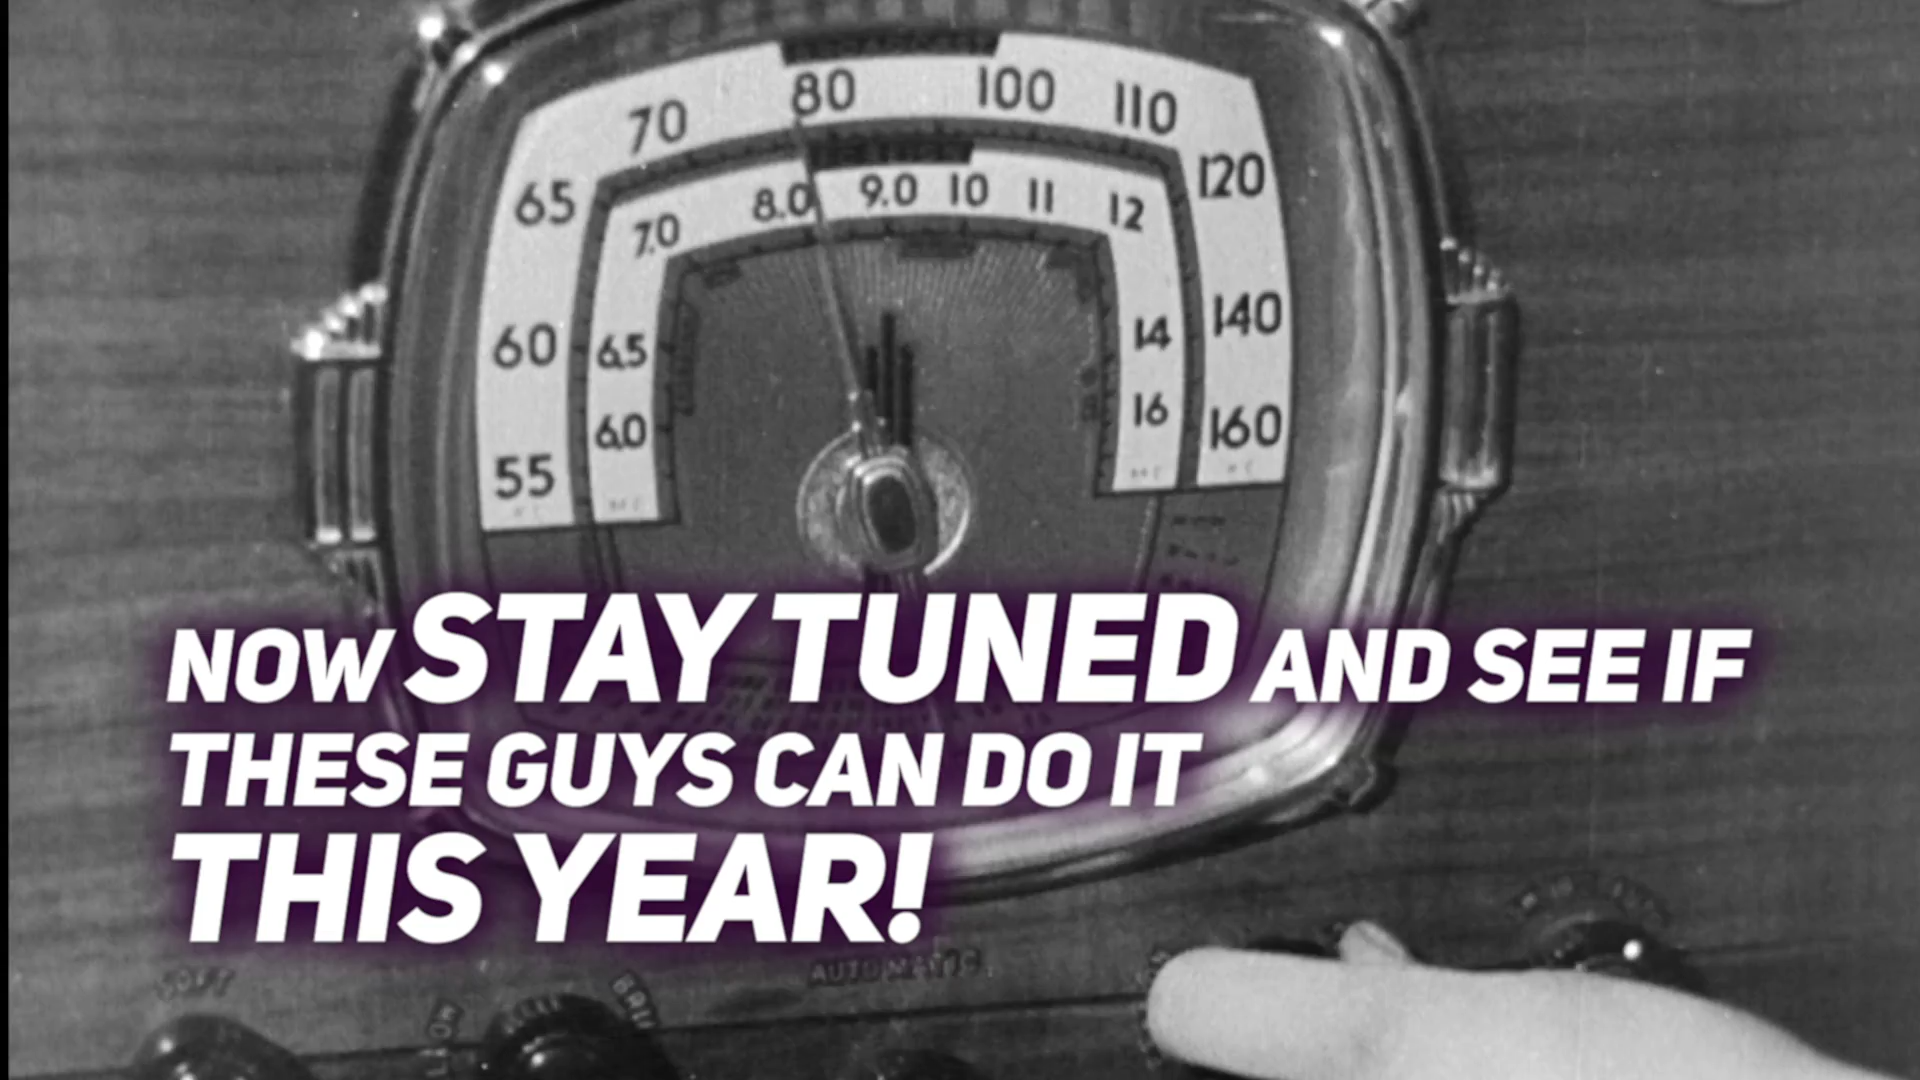 70 80 100 110
65 7.0 8.0 9.0 10 11 12 120
60 6.5 14 140
55 6.0 16 160
NOW STAY TUNED AND SEE IF
THESE GUYS CAN DO IT
THIS YEAR!
AUTOMATIC
SOFT